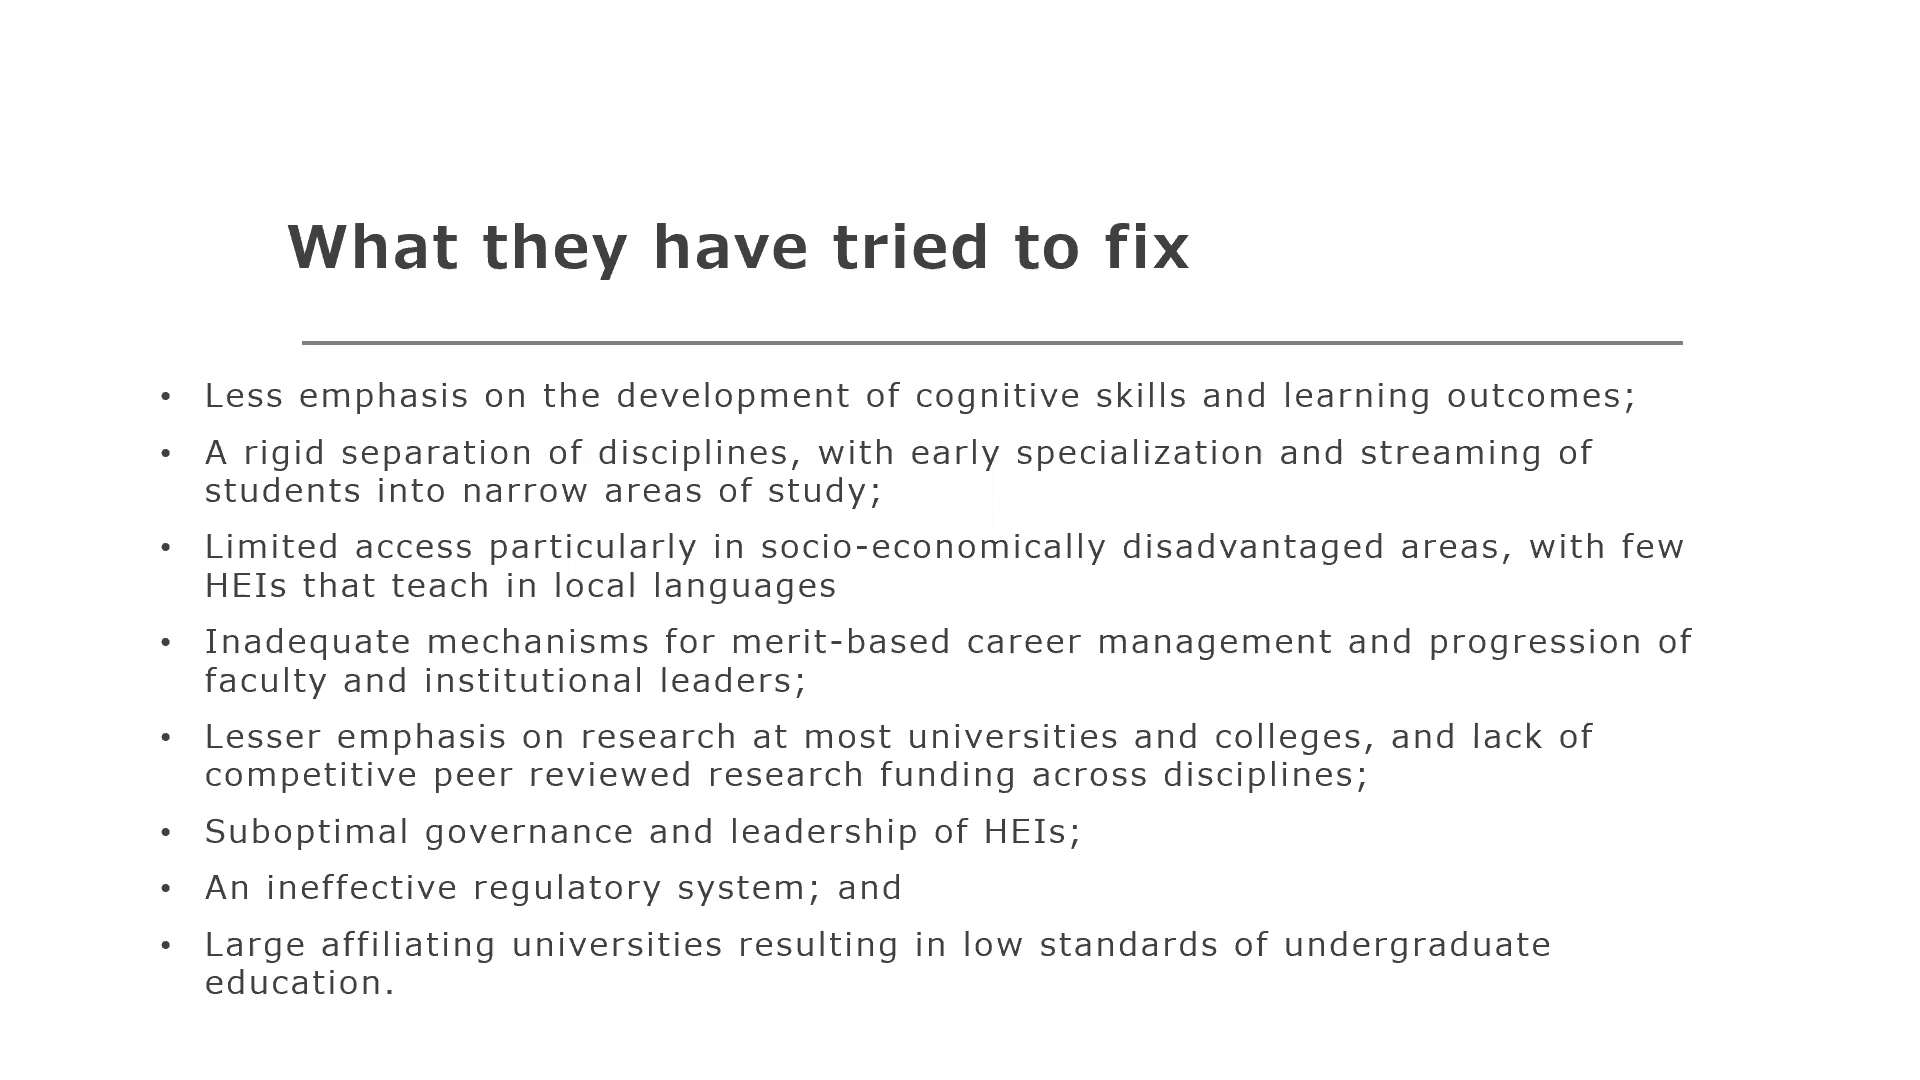 What they have tried to fix
• Less emphasis on the development of cognitive skills and learning outcomes;
• A rigid separation of disciplines, with early specialization and streaming of
students into narrow areas of study;
• Limited access particularly in socio-economically disadvantaged areas, with few
HEIs that teach in local languages
• Inadequate mechanisms for merit-based career management and progression of
faculty and institutional leaders;
• Lesser emphasis on research at most universities and colleges, and lack of
competitive peer reviewed research funding across disciplines;
• Suboptimal governance and leadership of HEIs;
• An ineffective regulatory system; and
• Large affiliating universities resulting in low standards of undergraduate
education.